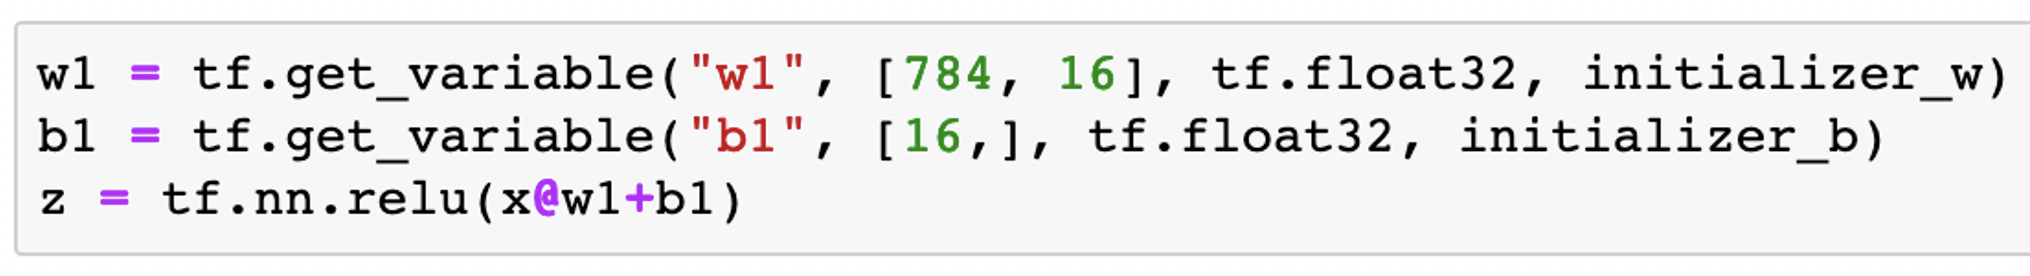 w1 = tf.get_variable("w1", [784, 16], tf.float32, initializer_w)
b1 = tf.get_variable("b1", [16,], tf.float32, initializer_b)
z = tf.nn.relu(x@w1+b1)